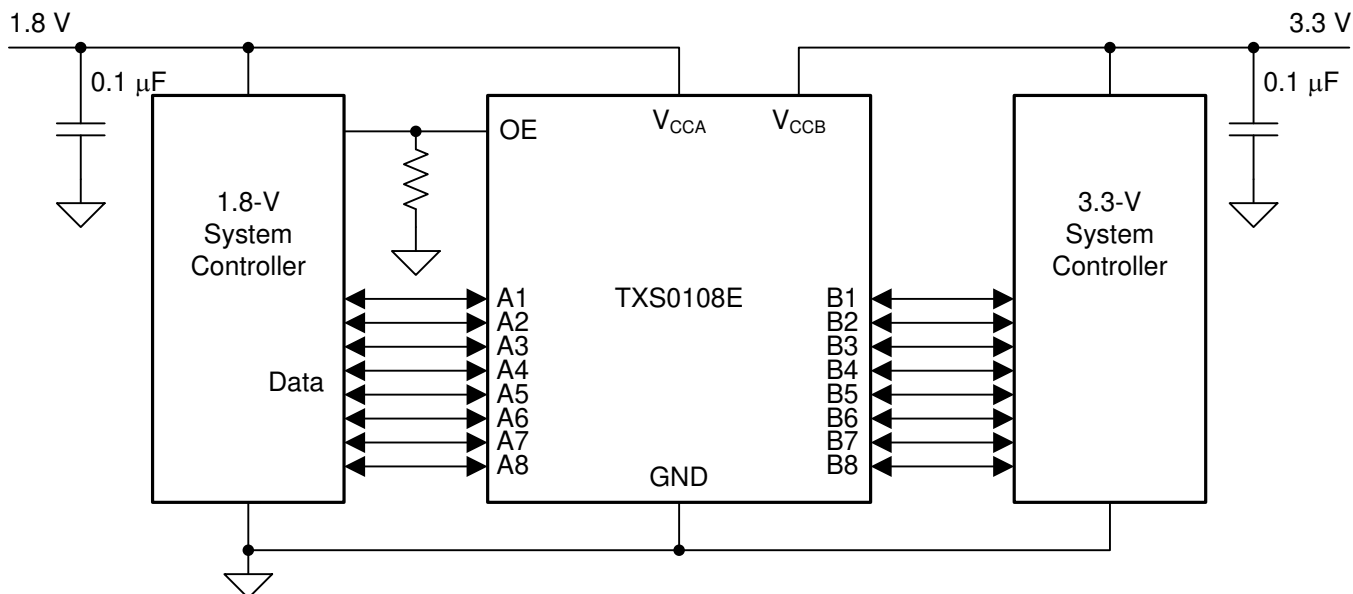 1.8 V
3.3 V
0.1 μF
0.1 μF
OE
VCCA
VCCB
1.8-V
System
Controller
TXS0108E
3.3-V
System
Controller
Data
A1
A2
A3
A4
A5
A6
A7
A8
B1
B2
B3
B4
B5
B6
B7
B8
GND